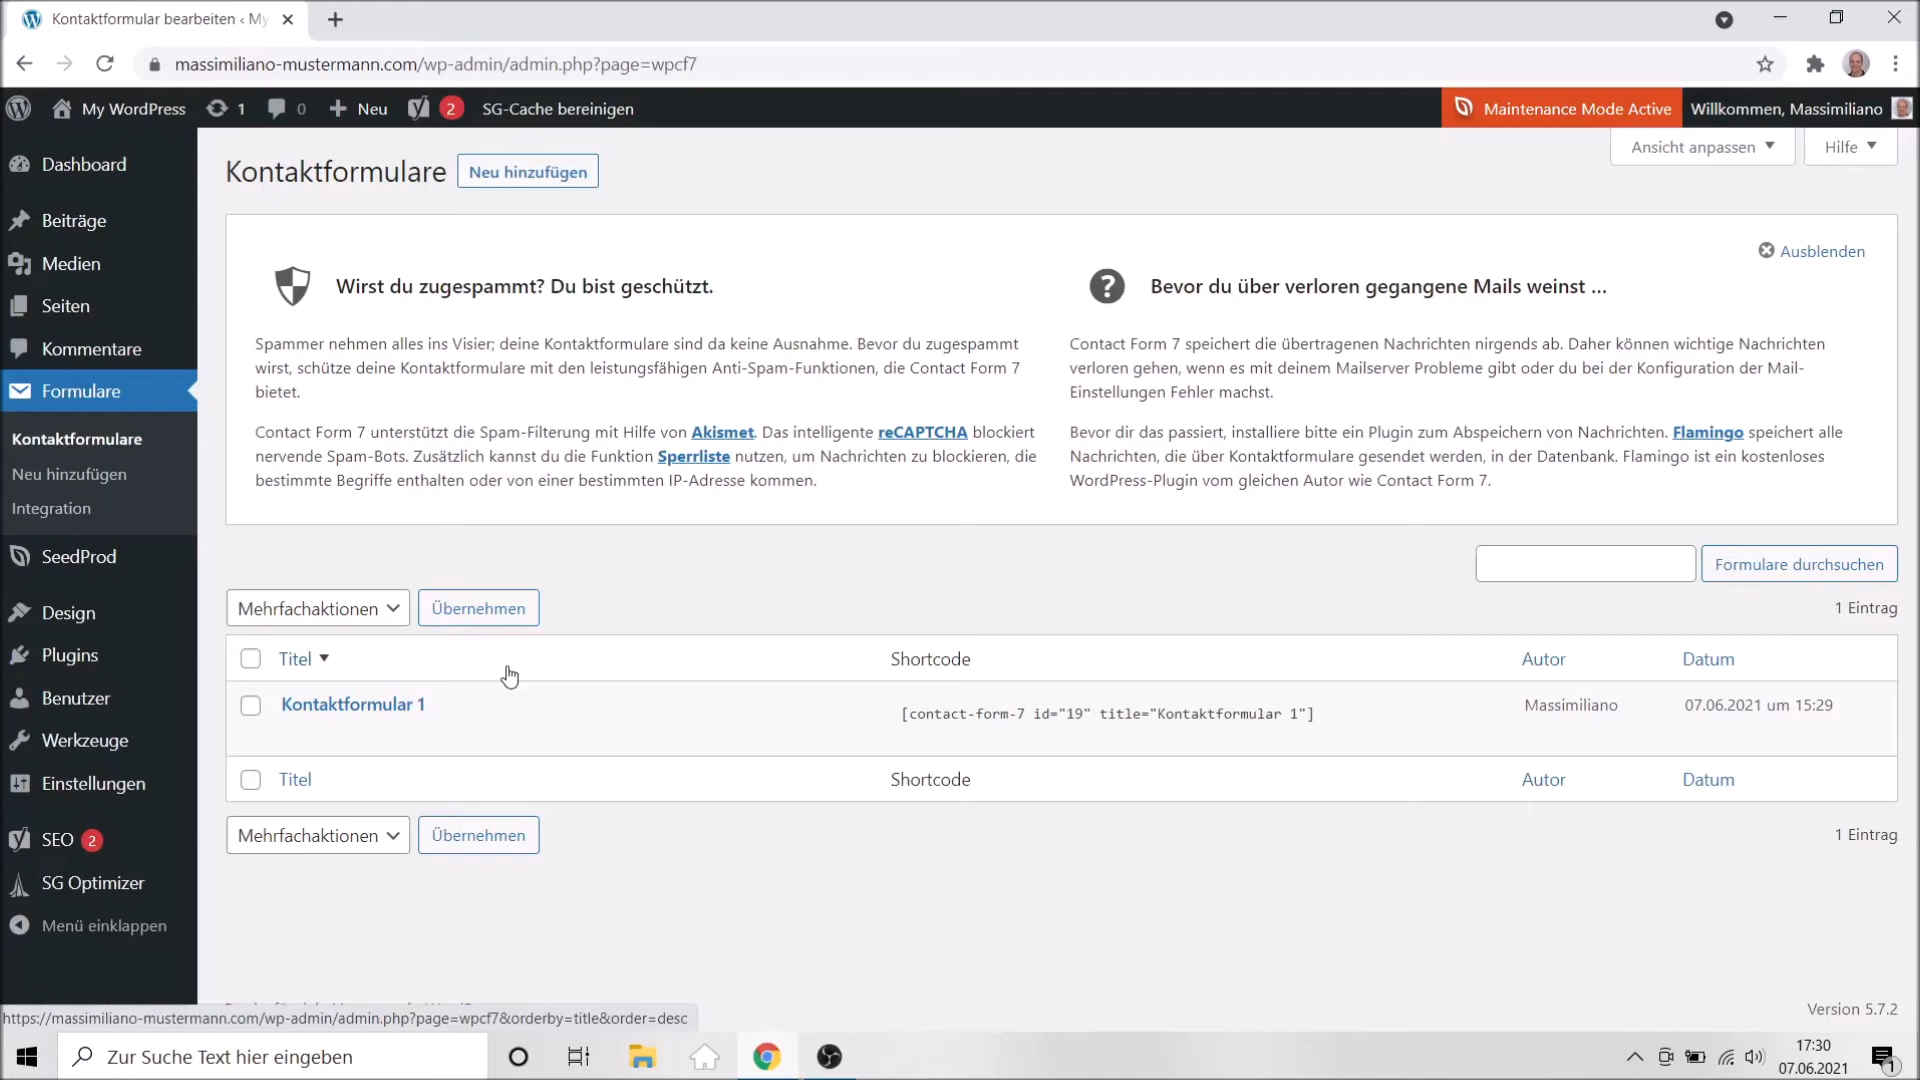 Kontaktformular bearbeiten ‹ My
massimiliano-mustermann.com/wp-admin/admin.php?page=wpcf7
My WordPress
1
0
Neu
2
SG-Cache bereinigen
Maintenance Mode Active
Willkommen, Massimiliano
Dashboard
Beiträge
Medien
Seiten
Kommentare
Formulare
Kontaktformulare
Neu hinzufügen
Integration
SeedProd
Design
Plugins
Benutzer
Werkzeuge
Einstellungen
SEO 2
SG Optimizer
Menü einklappen
Ansicht anpassen
Hilfe
Kontaktformulare
Neu hinzufügen
Ausblenden
Wirst du zugespammt? Du bist geschützt.
Spammer nehmen alles ins Visier; deine Kontaktformulare sind da keine Ausnahme. Bevor du zugespammt
wirst, schütze deine Kontaktformulare mit den leistungsfähigen Anti-Spam-Funktionen, die Contact Form 7
bietet.
Contact Form 7 unterstützt die Spam-Filterung mit Hilfe von Akismet. Das intelligente reCAPTCHA blockiert
nervende Spam-Bots. Zusätzlich kannst du die Funktion Sperrliste nutzen, um Nachrichten zu blockieren, die
bestimmte Begriffe enthalten oder von einer bestimmten IP-Adresse kommen.
Bevor du über verloren gegangene Mails weinst …
Contact Form 7 speichert die übertragenen Nachrichten nirgends ab. Daher können wichtige Nachrichten
verloren gehen, wenn es mit deinem Mailserver Probleme gibt oder du bei der Konfiguration der Mail-
Einstellungen Fehler machst.
Bevor dir das passiert, installiere bitte ein Plugin zum Abspeichern von Nachrichten. Flamingo speichert alle
Nachrichten, die über Kontaktformulare gesendet werden, in der Datenbank. Flamingo ist ein kostenloses
WordPress-Plugin vom gleichen Autor wie Contact Form 7.
Formulare durchsuchen
Mehrfachaktionen
Übernehmen
1 Eintrag
Titel
Shortcode
Autor
Datum
Kontaktformular 1
[contact-form-7 id="19" title="Kontaktformular 1"]
Massimiliano
07.06.2021 um 15:29
Titel
Shortcode
Autor
Datum
Mehrfachaktionen
Übernehmen
1 Eintrag
Version 5.7.2
https://massimiliano-mustermann.com/wp-admin/admin.php?page=wpcf7&orderby=title&order=desc
Zur Suche Text hier eingeben
17:30
07.06.2021
1